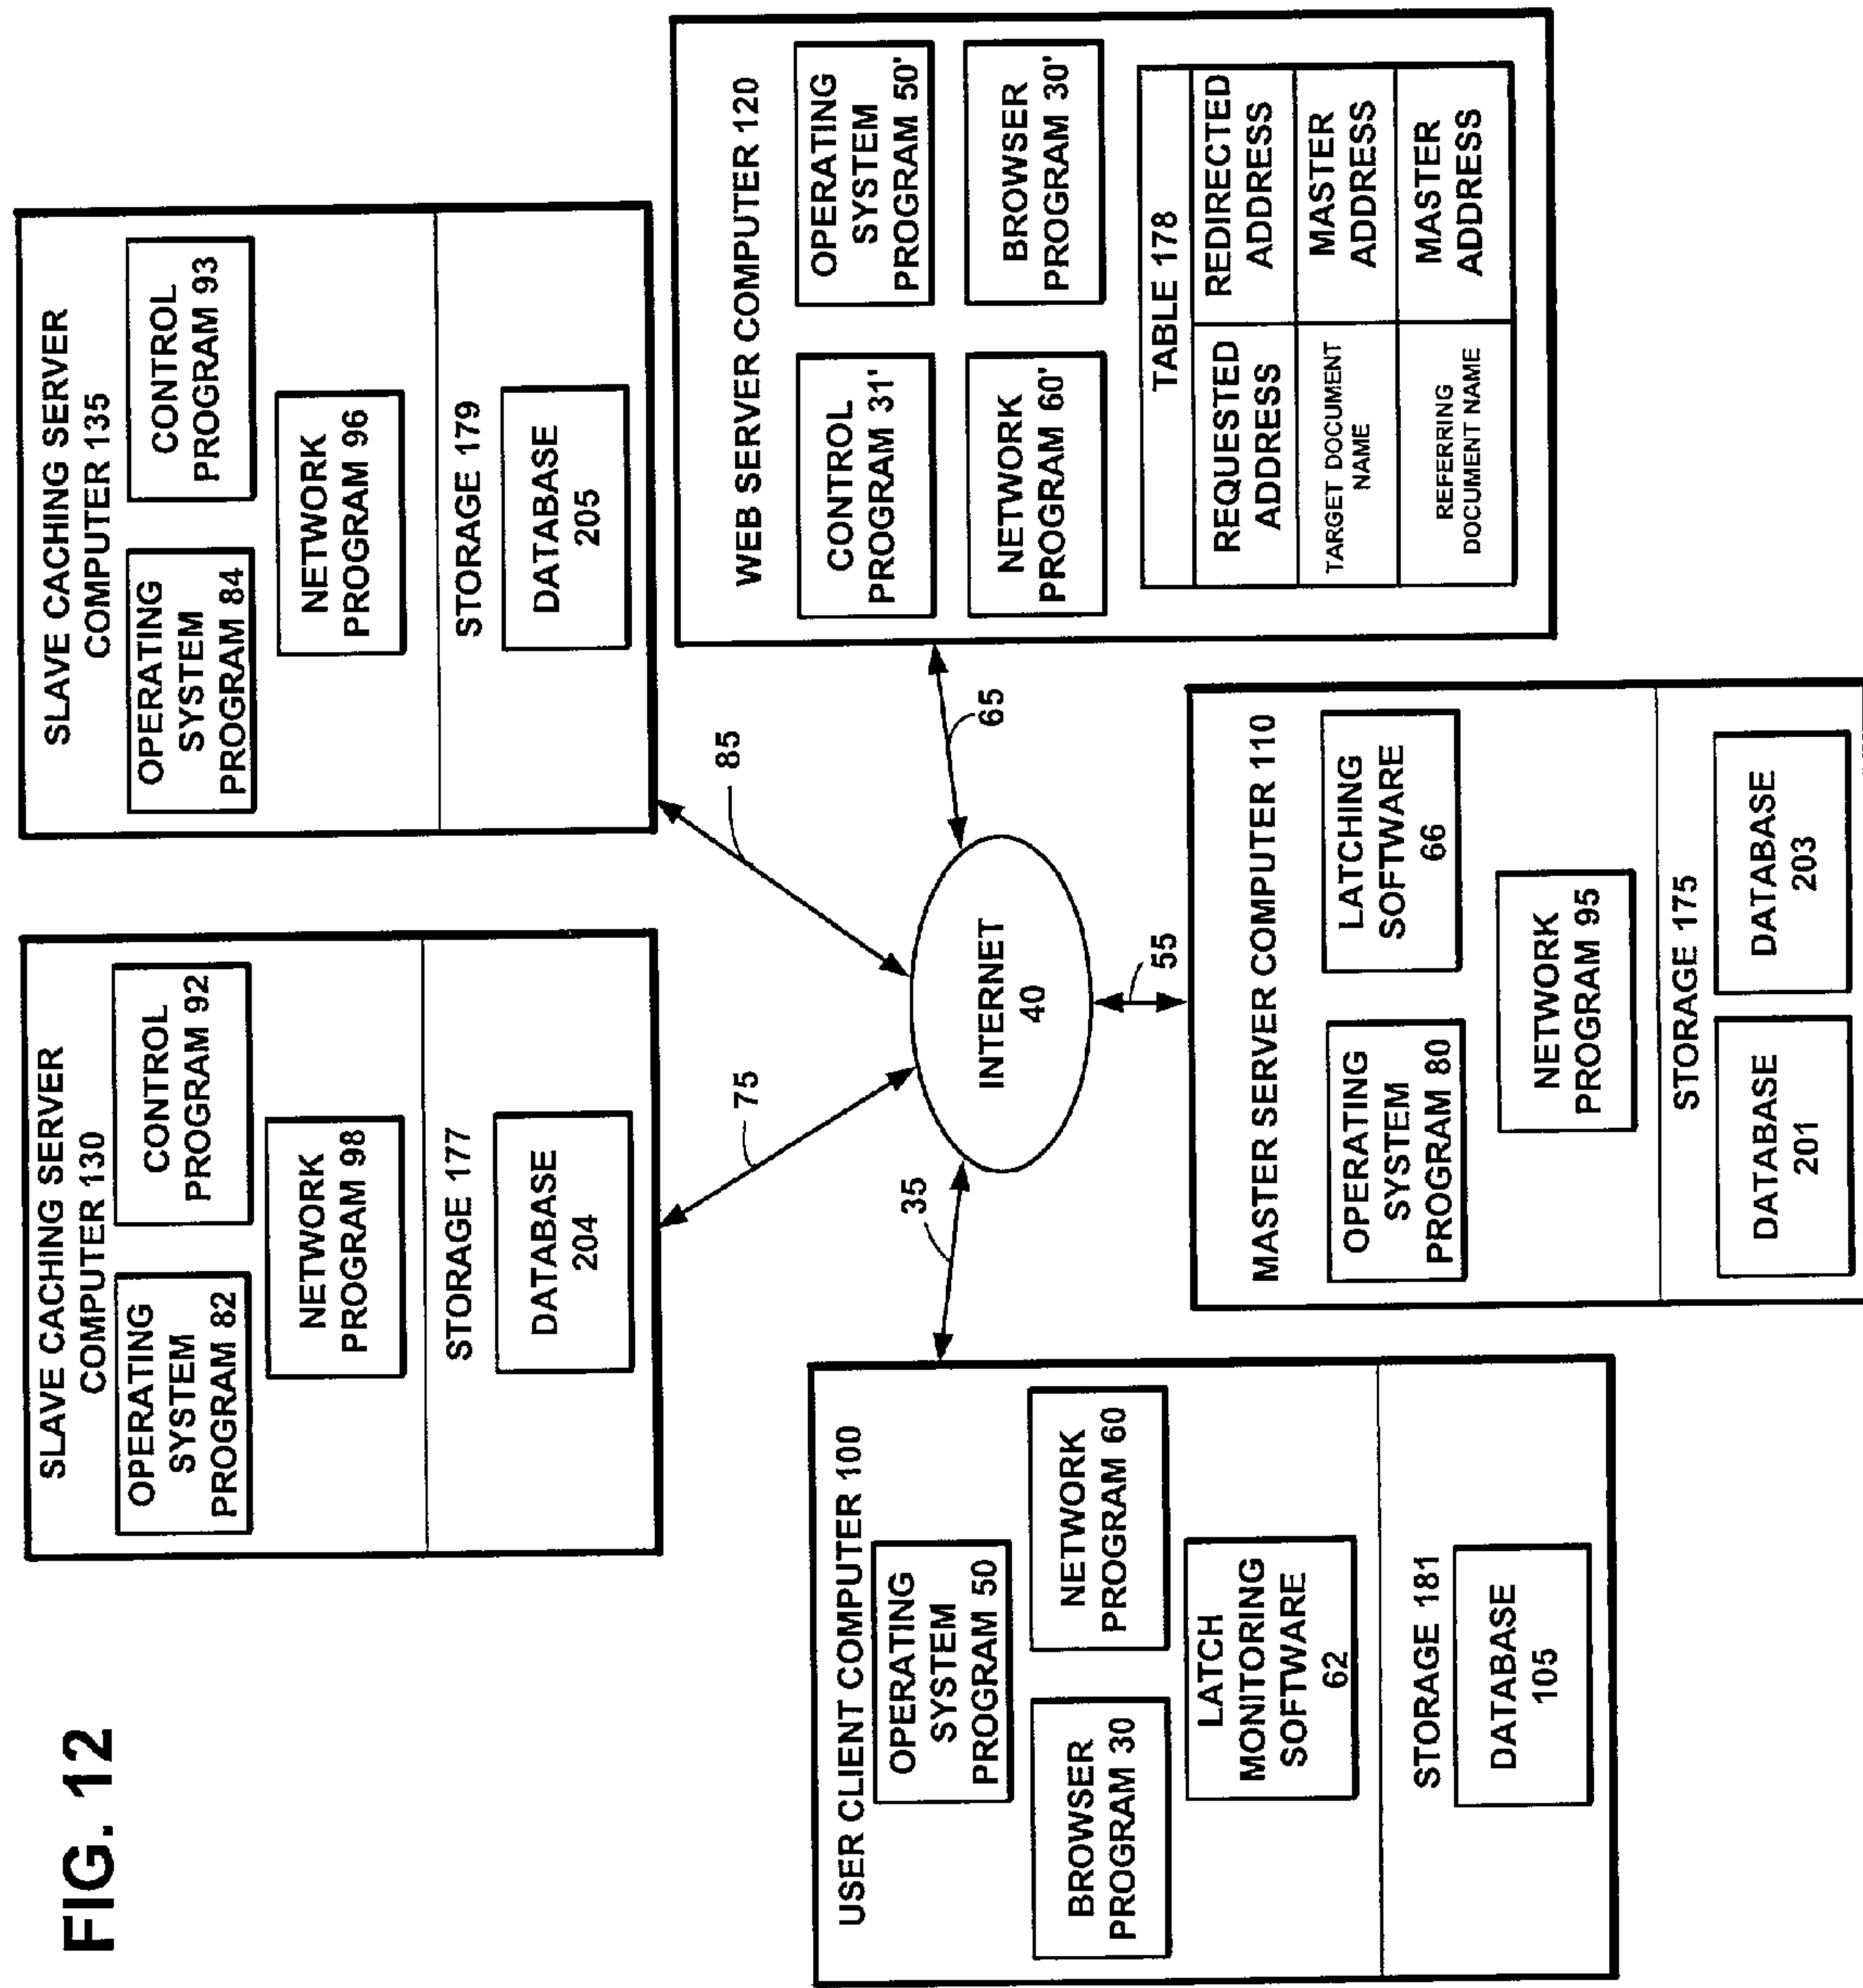 FIG. 12
SLAVE CACHING SERVER
COMPUTER 130
OPERATING
SYSTEM
PROGRAM 82
CONTROL
PROGRAM 92
NETWORK
PROGRAM 98
STORAGE 177
DATABASE
204
SLAVE CACHING SERVER
COMPUTER 135
OPERATING
SYSTEM
PROGRAM 84
CONTROL
PROGRAM 93
NETWORK
PROGRAM 96
STORAGE 179
DATABASE
205
75
85
35
INTERNET
40
65
55
USER CLIENT COMPUTER 100
OPERATING
SYSTEM
PROGRAM 50
BROWSER
PROGRAM 30
NETWORK
PROGRAM 60
LATCH
MONITORING
SOFTWARE
62
STORAGE 181
DATABASE
105
MASTER SERVER COMPUTER 110
OPERATING
SYSTEM
PROGRAM 80
LATCHING
SOFTWARE
66
NETWORK
PROGRAM 95
STORAGE 175
DATABASE
201
DATABASE
203
WEB SERVER COMPUTER 120
CONTROL
PROGRAM 31'
OPERATING
SYSTEM
PROGRAM 50'
NETWORK
PROGRAM 60'
BROWSER
PROGRAM 30'
TABLE 178
REQUESTED
ADDRESS
REDIRECTED
ADDRESS
TARGET DOCUMENT
NAME
MASTER
ADDRESS
REFERRING
DOCUMENT NAME
MASTER
ADDRESS